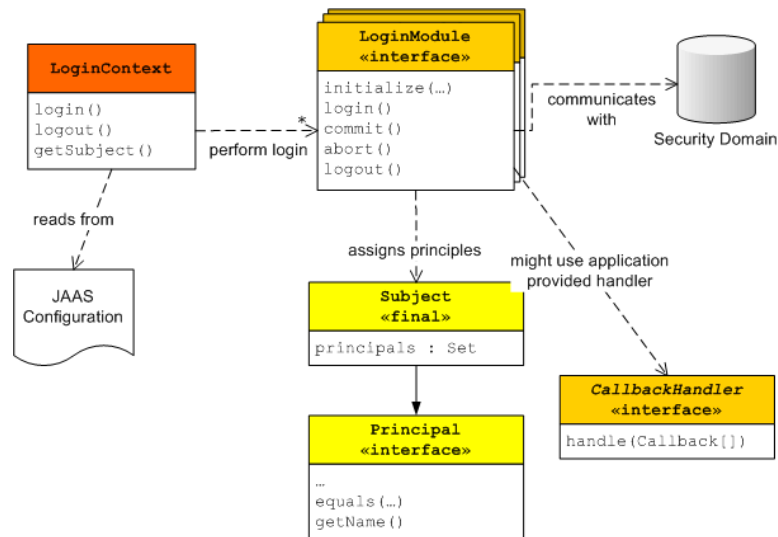 LoginContext
login()
logout()
getSubject()
*
perform login
LoginModule
«interface»
initialize(…)
login()
commit()
abort()
logout()
communicates
with
Security Domain
reads from
JAAS
Configuration
assigns principles
might use application
provided handler
Subject
«final»
principals : Set
CallbackHandler
«interface»
handle(Callback[])
Principal
«interface»
…
equals(…)
getName()